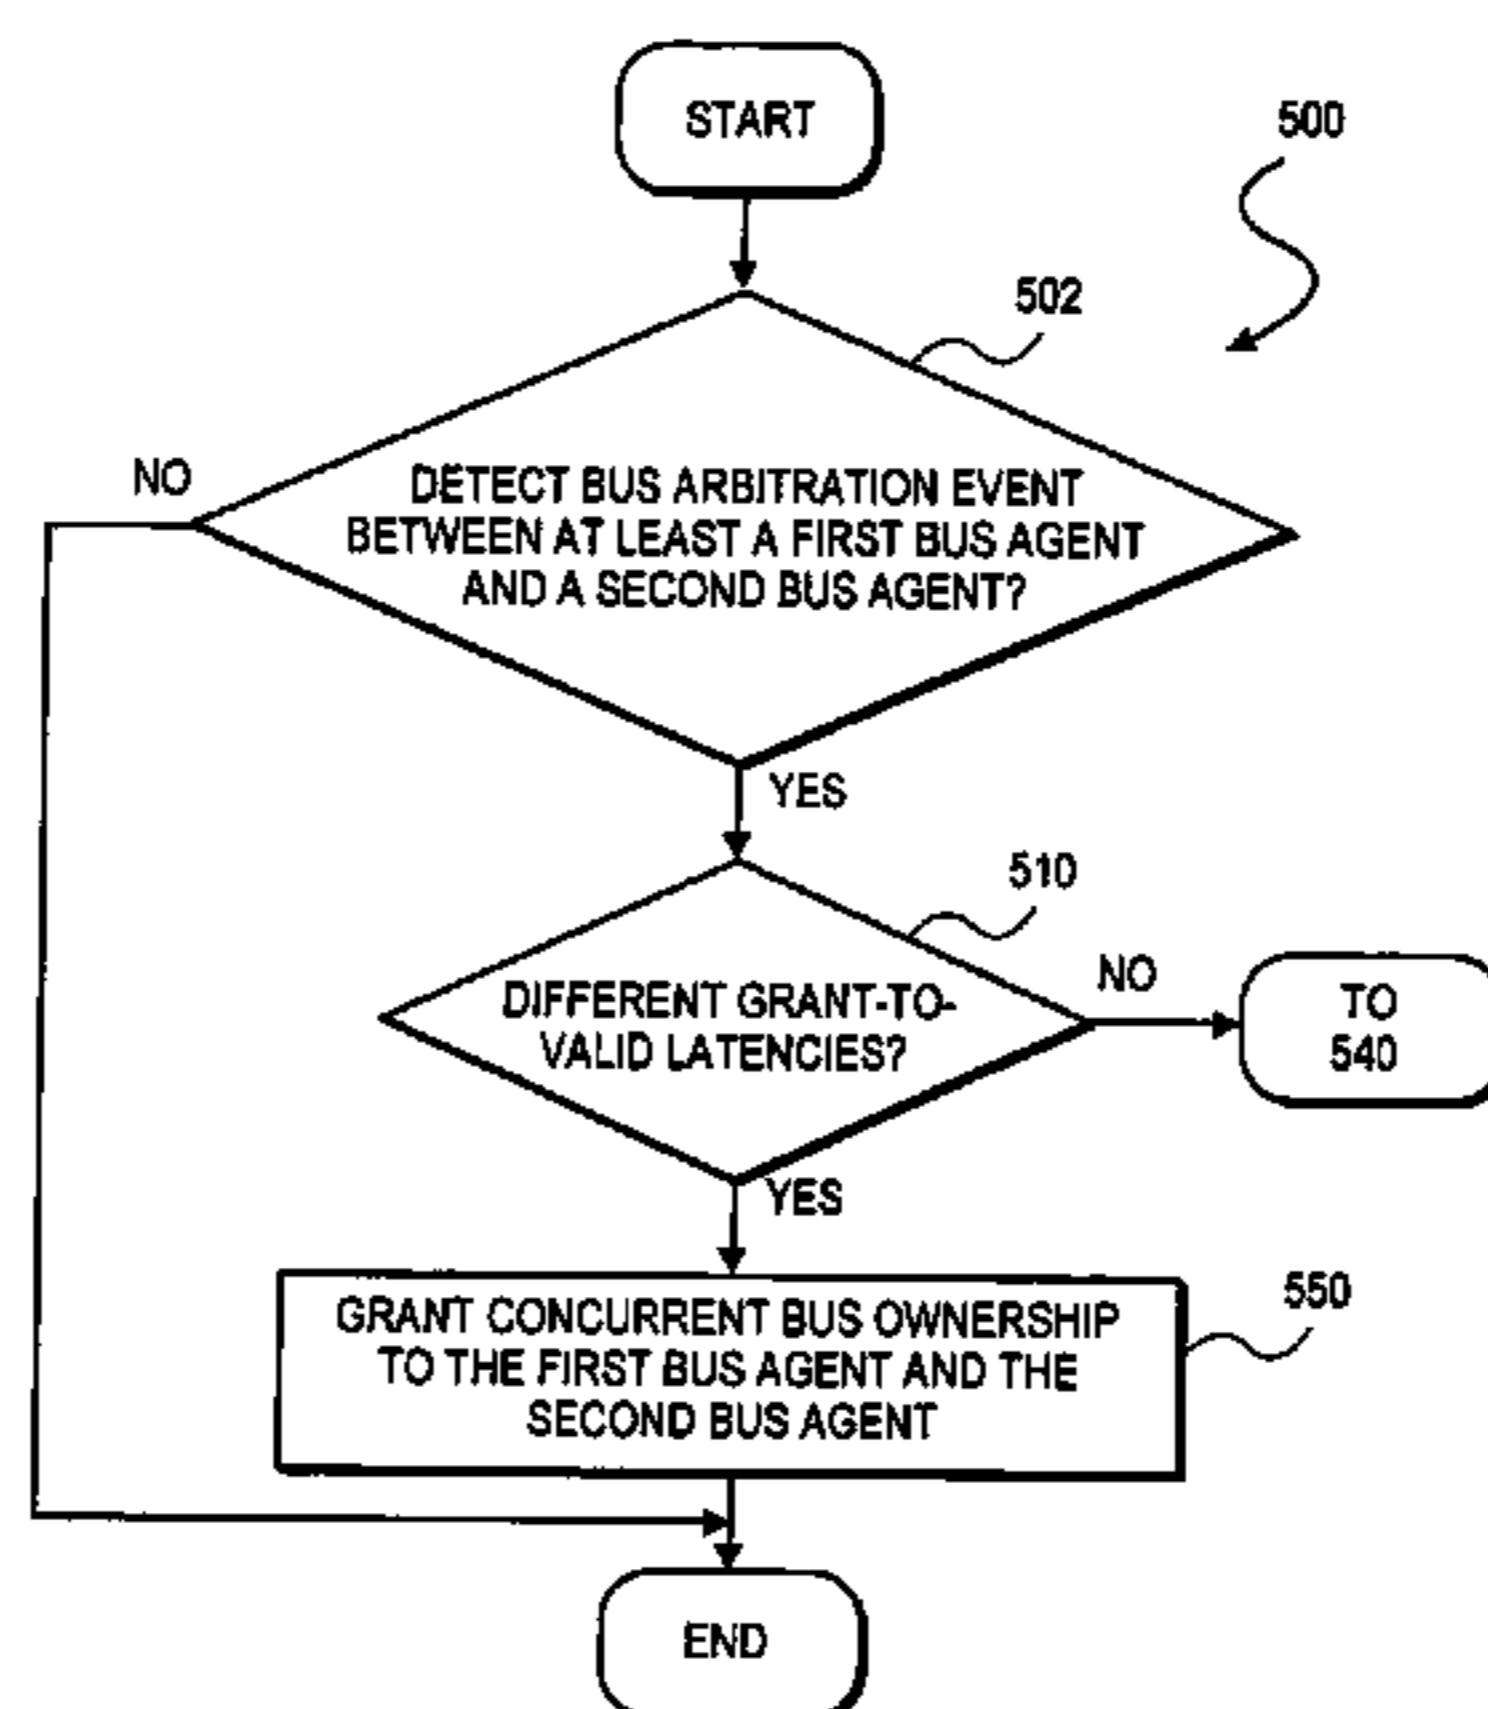 START
500
502
NO
DETECT BUS ARBITRATION EVENT
BETWEEN AT LEAST A FIRST BUS AGENT
AND A SECOND BUS AGENT?
YES
510
NO
DIFFERENT GRANT-TO-
VALID LATENCIES?
TO
540
YES
550
GRANT CONCURRENT BUS OWNERSHIP
TO THE FIRST BUS AGENT AND THE
SECOND BUS AGENT
END